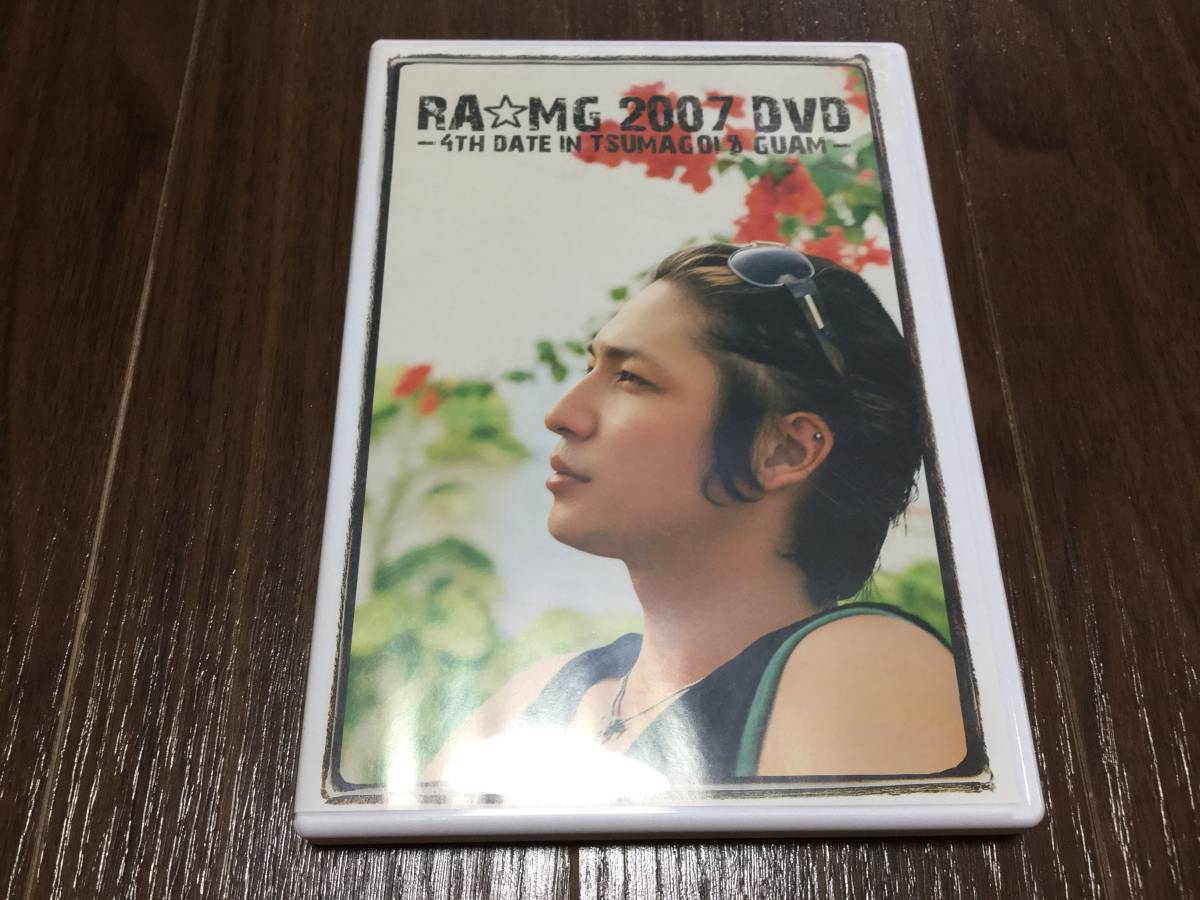 RA☆MG 2007 DVD
- 4TH DATE IN TSUMAGOI & GUAM -